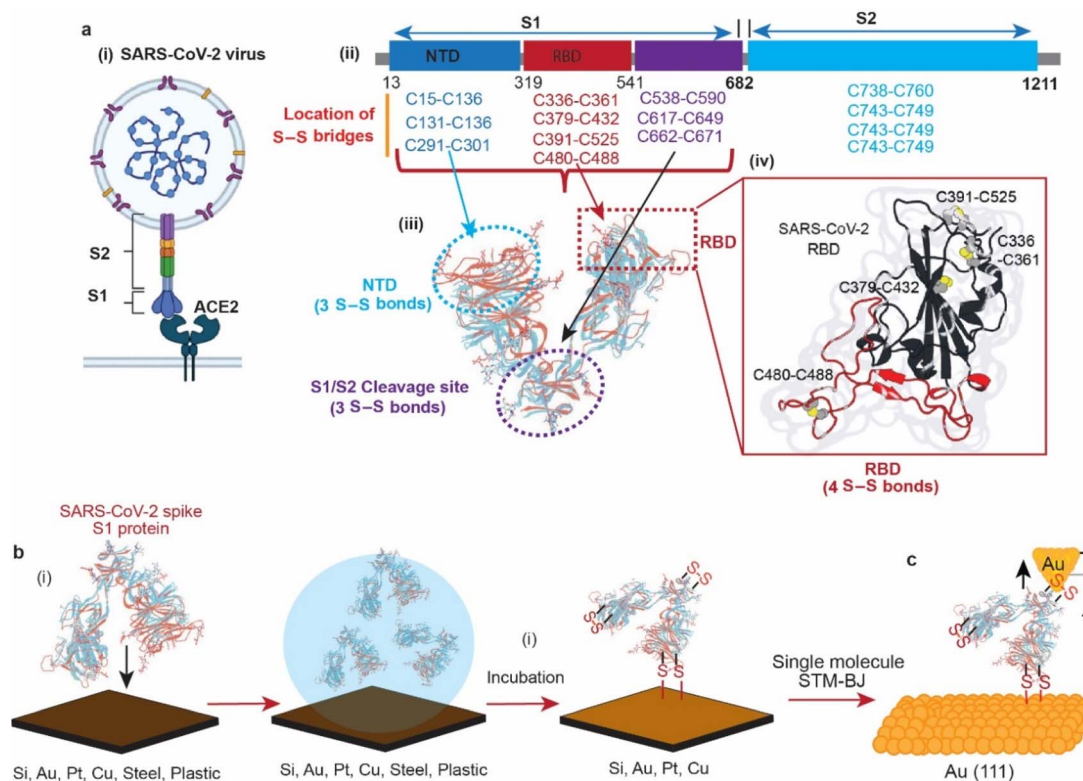 a
(i) SARS-CoV-2 virus
S2
S1
ACE2
(ii)
S1
S2
NTD
RBD
13
319
541
682
1211
Location of
S–S bridges
C15-C136
C131-C136
C291-C301
C336-C361
C379-C432
C391-C525
C480-C488
C538-C590
C617-C649
C662-C671
C738-C760
C743-C749
C743-C749
C743-C749
(iii)
NTD
(3 S–S bonds)
RBD
S1/S2 Cleavage site
(3 S–S bonds)
(iv)
SARS-CoV-2
RBD
C391-C525
C336
-C361
C379-C432
C480-C488
RBD
(4 S–S bonds)
b
SARS-CoV-2 spike
S1 protein
(i)
Si, Au, Pt, Cu, Steel, Plastic
Si, Au, Pt, Cu, Steel, Plastic
(i)
Incubation
S-S
S-S
S S
Si, Au, Pt, Cu
Single molecule
STM-BJ
c
Au
S-S
S-S
S S
Au (111)